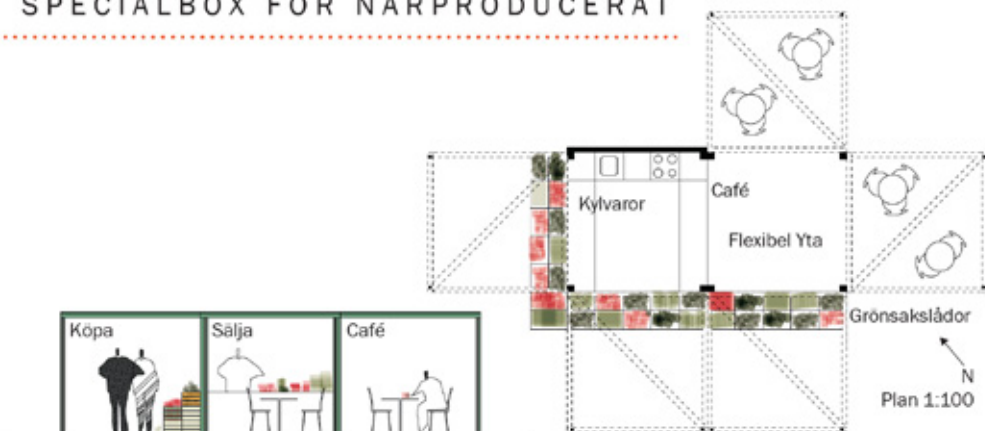 SPECIALBOX FÖR NÄRPRODUCERAT
Kylvaror
Café
Flexibel Yta
Grönsakslådor
N
Plan 1:100
Köpa
Sälja
Café